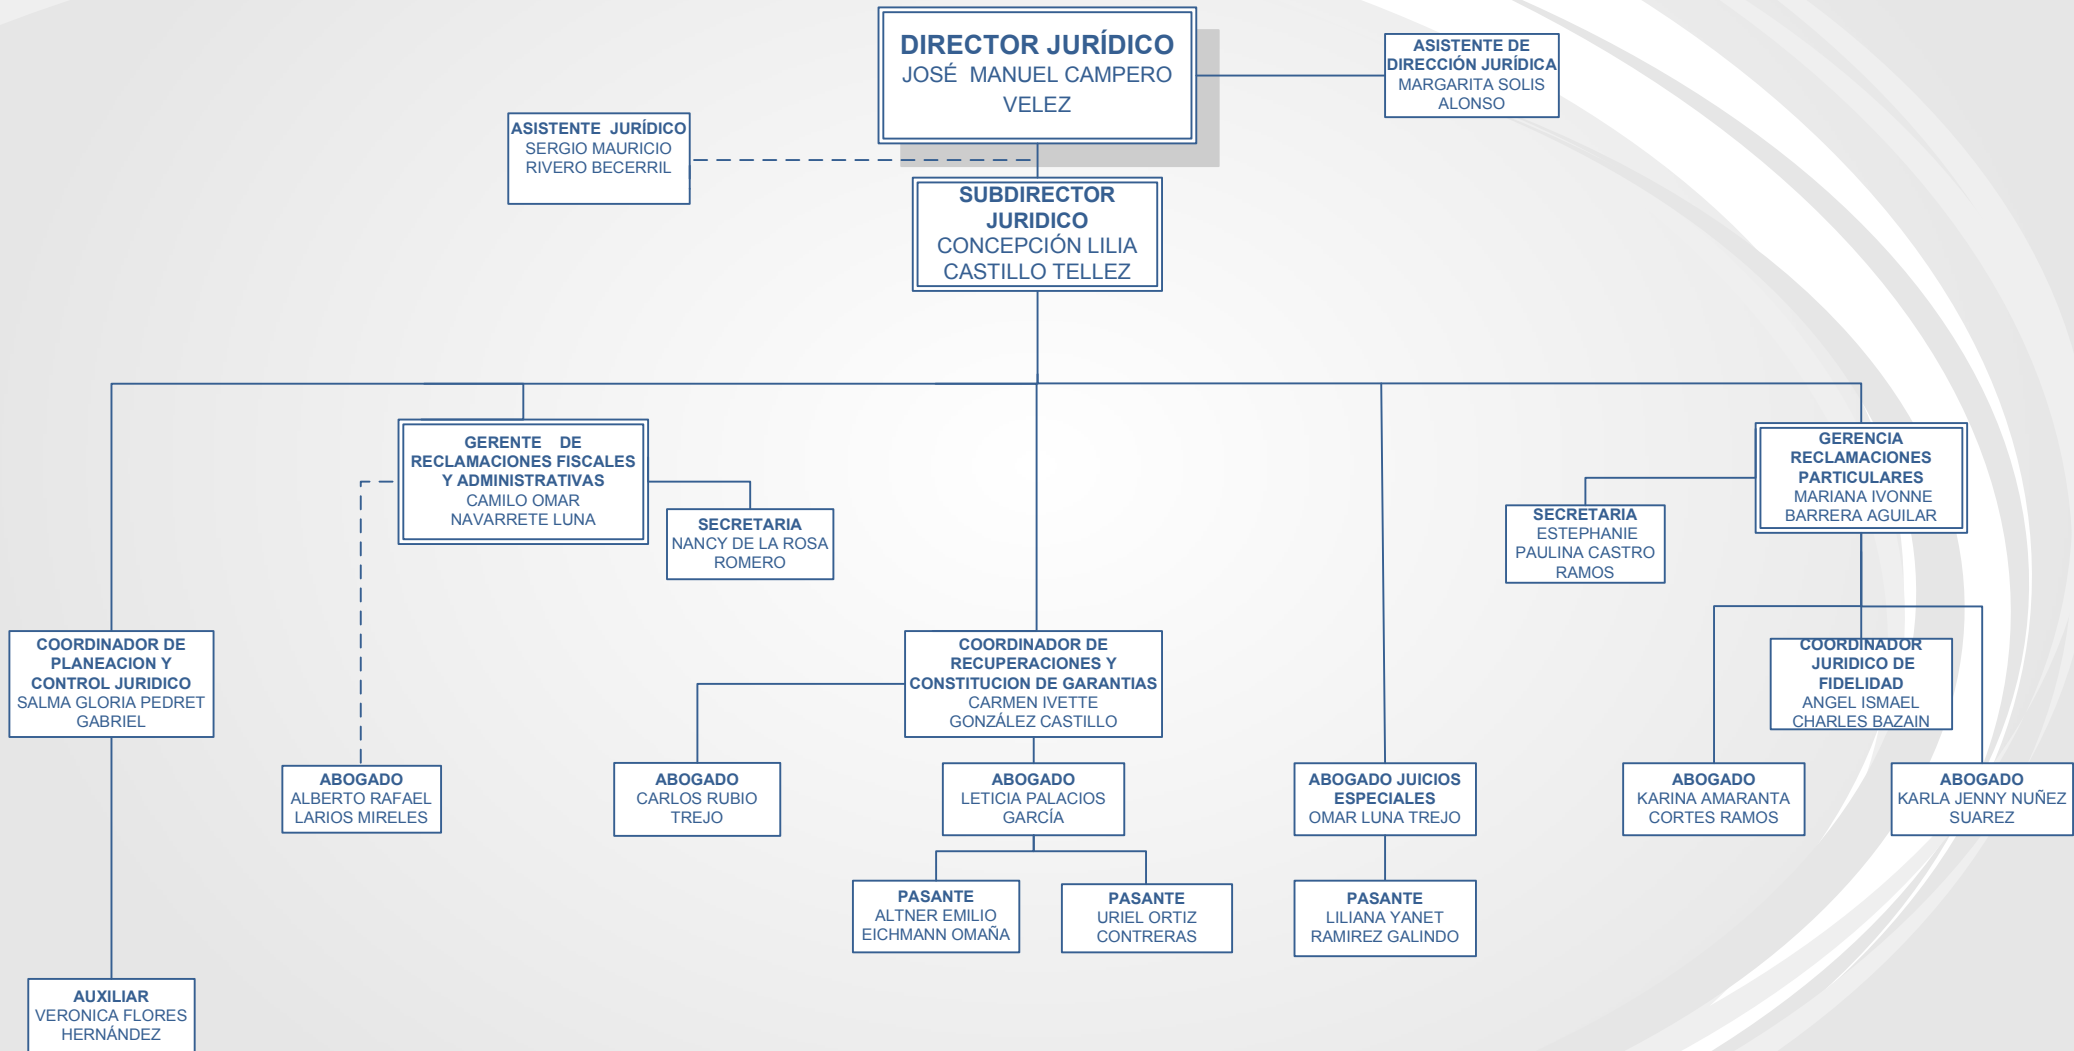 DIRECTOR JURÍDICO
JOSÉ MANUEL CAMPERO
VELEZ
ASISTENTE DE
DIRECCIÓN JURÍDICA
MARGARITA SOLIS
ALONSO
ASISTENTE JURÍDICO
SERGIO MAURICIO
RIVERO BECERRIL
SUBDIRECTOR
JURIDICO
CONCEPCIÓN LILIA
CASTILLO TELLEZ
GERENTE DE
RECLAMACIONES FISCALES
Y ADMINISTRATIVAS
CAMILO OMAR
NAVARRETE LUNA
SECRETARIA
NANCY DE LA ROSA
ROMERO
GERENCIA
RECLAMACIONES
PARTICULARES
MARIANA IVONNE
BARRERA AGUILAR
SECRETARIA
ESTEPHANIE
PAULINA CASTRO
RAMOS
COORDINADOR DE
PLANEACION Y
CONTROL JURIDICO
SALMA GLORIA PEDRET
GABRIEL
COORDINADOR DE
RECUPERACIONES Y
CONSTITUCION DE GARANTIAS
CARMEN IVETTE
GONZÁLEZ CASTILLO
COORDINADOR
JURIDICO DE
FIDELIDAD
ANGEL ISMAEL
CHARLES BAZAIN
ABOGADO
ALBERTO RAFAEL
LARIOS MIRELES
ABOGADO
CARLOS RUBIO
TREJO
ABOGADO
LETICIA PALACIOS
GARCÍA
ABOGADO JUICIOS
ESPECIALES
OMAR LUNA TREJO
ABOGADO
KARINA AMARANTA
CORTES RAMOS
ABOGADO
KARLA JENNY NUÑEZ
SUAREZ
PASANTE
ALTNER EMILIO
EICHMANN OMAÑA
PASANTE
URIEL ORTIZ
CONTRERAS
PASANTE
LILIANA YANET
RAMIREZ GALINDO
AUXILIAR
VERONICA FLORES
HERNÁNDEZ